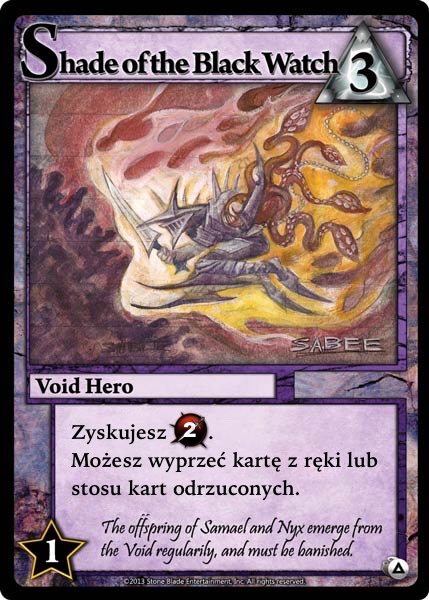 Shade of the Black Watch
3
SABEE
Void Hero
Zyskujesz 2.
Możesz wyprzeć kartę z ręki lub
stosu kart odrzuconych.
The offspring of Samael and Nyx emerge from
the Void regularily, and must be banished.
1
©2013 Stone Blade Entertainment, Inc. All rights reserved.